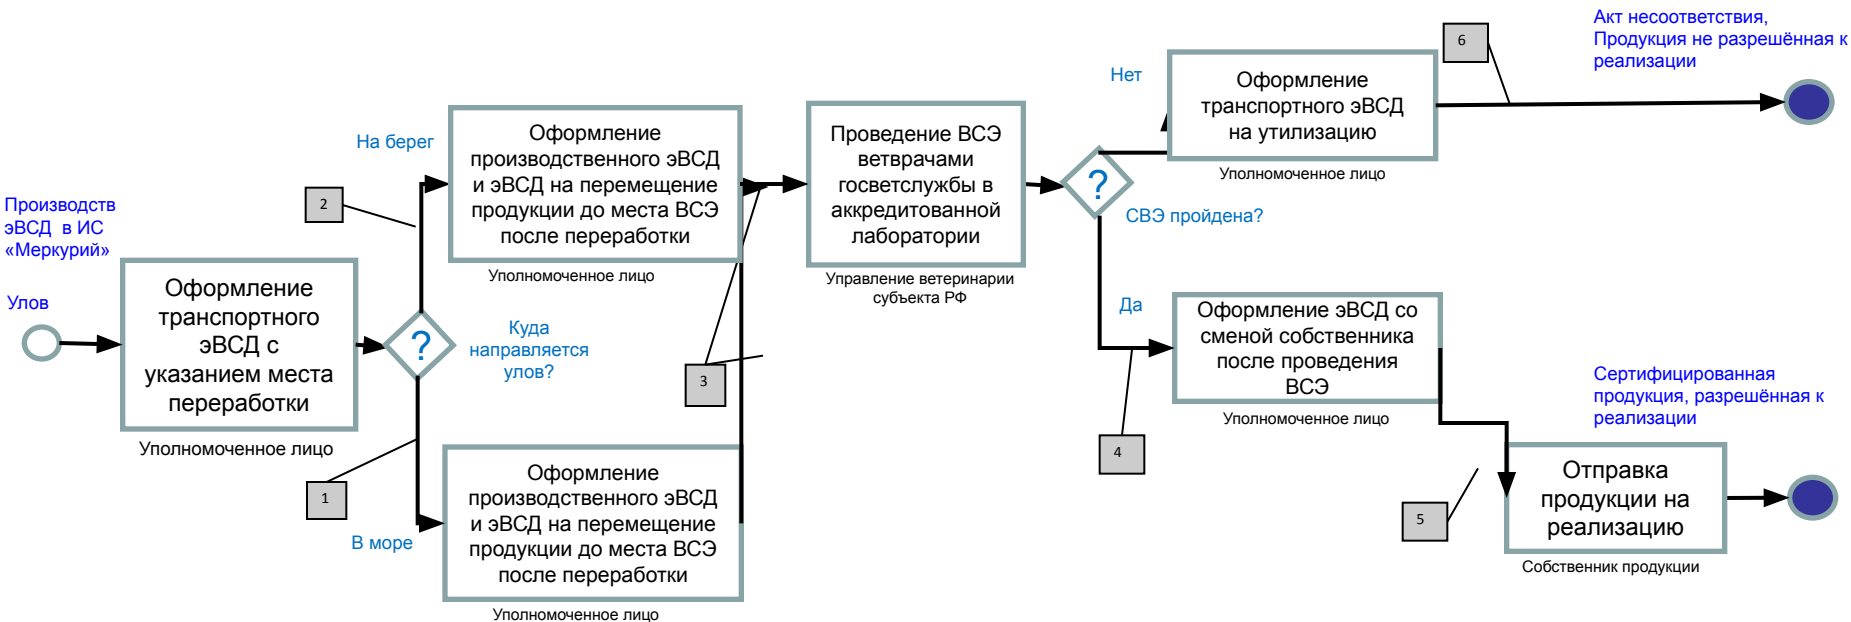 Производств
эВСД  в ИС
«Меркурий»
Улов
Оформление
транспортного
эВСД с
указанием места
переработки
Уполномоченное лицо
?
Куда
направляется
улов?
На берег
2
Оформление
производственного эВСД
и эВСД на перемещение
продукции до места ВСЭ
после переработки
Уполномоченное лицо
1
В море
Оформление
производственного эВСД
и эВСД на перемещение
продукции до места ВСЭ
после переработки
Уполномоченное лицо
3
Проведение ВСЭ
ветврачами
госветслужбы в
аккредитованной
лаборатории
Управление ветеринарии
субъекта РФ
?
СВЭ пройдена?
Нет
Оформление
транспортного эВСД
на утилизацию
Уполномоченное лицо
6
Акт несоответствия,
Продукция не разрешённая к
реализации
Да
4
Оформление эВСД со
сменой собственника
после проведения
ВСЭ
Уполномоченное лицо
5
Отправка
продукции на
реализацию
Собственник продукции
Сертифицированная
продукция, разрешённая к
реализации